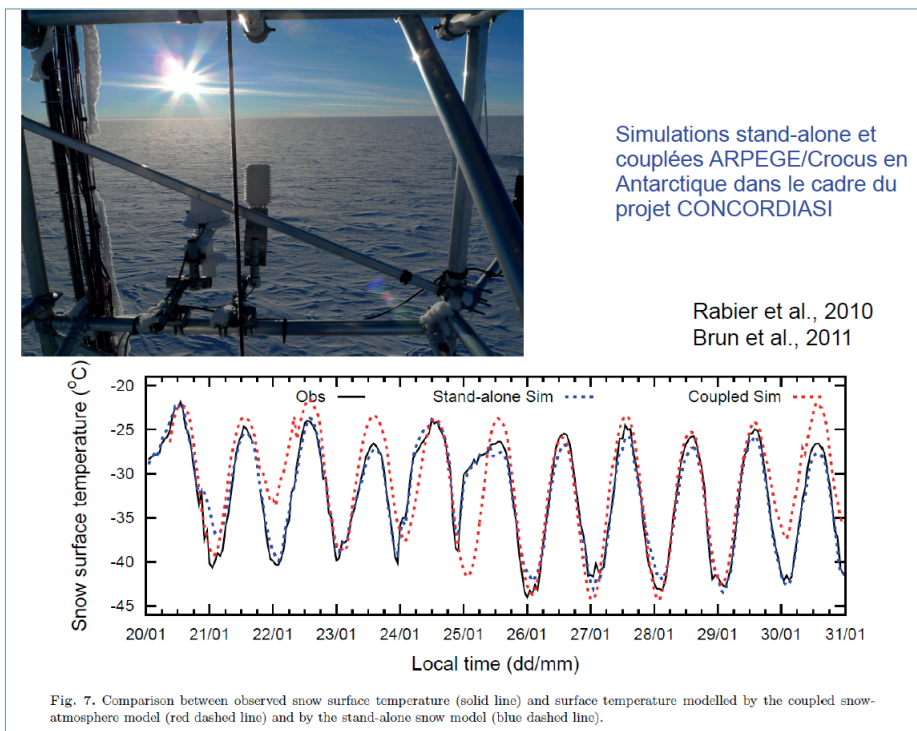 Simulations stand-alone et
couplées ARPEGE/Crocus en
Antarctique dans le cadre du
projet CONCORDIASI
Rabier et al., 2010
Brun et al., 2011
Snow surface temperature (°C)
-20
-25
-30
-35
-40
-45
Obs
Stand-alone Sim
Coupled Sim
20/01 21/01 22/01 23/01 24/01 25/01 26/01 27/01 28/01 29/01 30/01 31/01
Local time (dd/mm)
Fig. 7. Comparison between observed snow surface temperature (solid line) and surface temperature modelled by the coupled snow-
atmosphere model (red dashed line) and by the stand-alone snow model (blue dashed line).